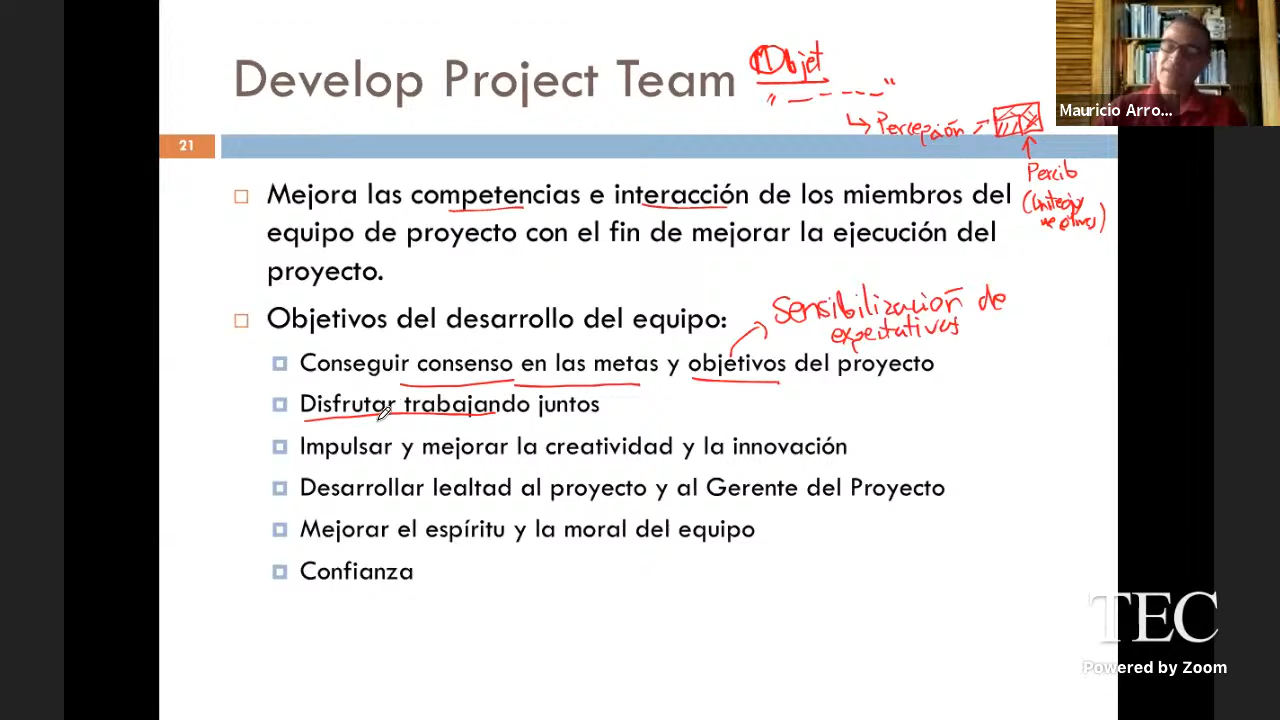 Develop Project Team
Objet
Mauricio Arro...
21
Percepción
Percib
Mejora las competencias e interacción de los miembros del
equipo de proyecto con el fin de mejorar la ejecución del
proyecto.
Sensibilización de
expectativas
Objetivos del desarrollo del equipo:
Conseguir consenso en las metas y objetivos del proyecto
Disfrutar trabajando juntos
Impulsar y mejorar la creatividad y la innovación
Desarrollar lealtad al proyecto y al Gerente del Proyecto
Mejorar el espíritu y la moral del equipo
Confianza
TEC
Powered by Zoom